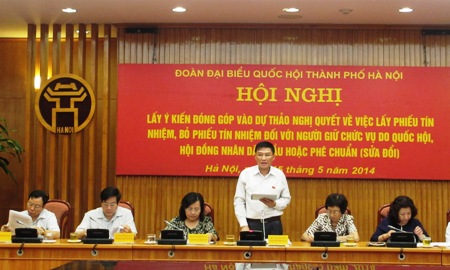 ĐOÀN ĐẠI BIỂU QUỐC HỘI THÀNH PHỐ HÀ NỘI
HỘI NGHỊ
LẤY Ý KIẾN ĐÓNG GÓP VÀO DỰ THẢO NGHỊ QUYẾT VỀ VIỆC LẤY PHIẾU TÍN
NHIỆM, BỎ PHIẾU TÍN NHIỆM ĐỐI VỚI NGƯỜI GIỮ CHỨC VỤ DO QUỐC HỘI,
HỘI ĐỒNG NHÂN DÂN BẦU HOẶC PHÊ CHUẨN (SỬA ĐỔI)
Hà Nội, 5 tháng 5 năm 2014
HANOI